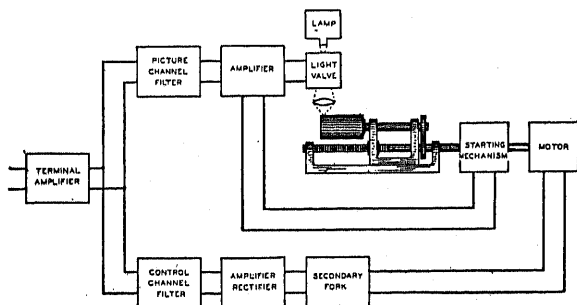 LAMP
PICTURE
CHANNEL
FILTER
AMPLIFIER
LIGHT
VALVE
TERMINAL
AMPLIFIER
STARTING
MECHANISM
MOTOR
CONTROL
CHANNEL
FILTER
AMPLIFIER
RECTIFIER
SECONDARY
FORK